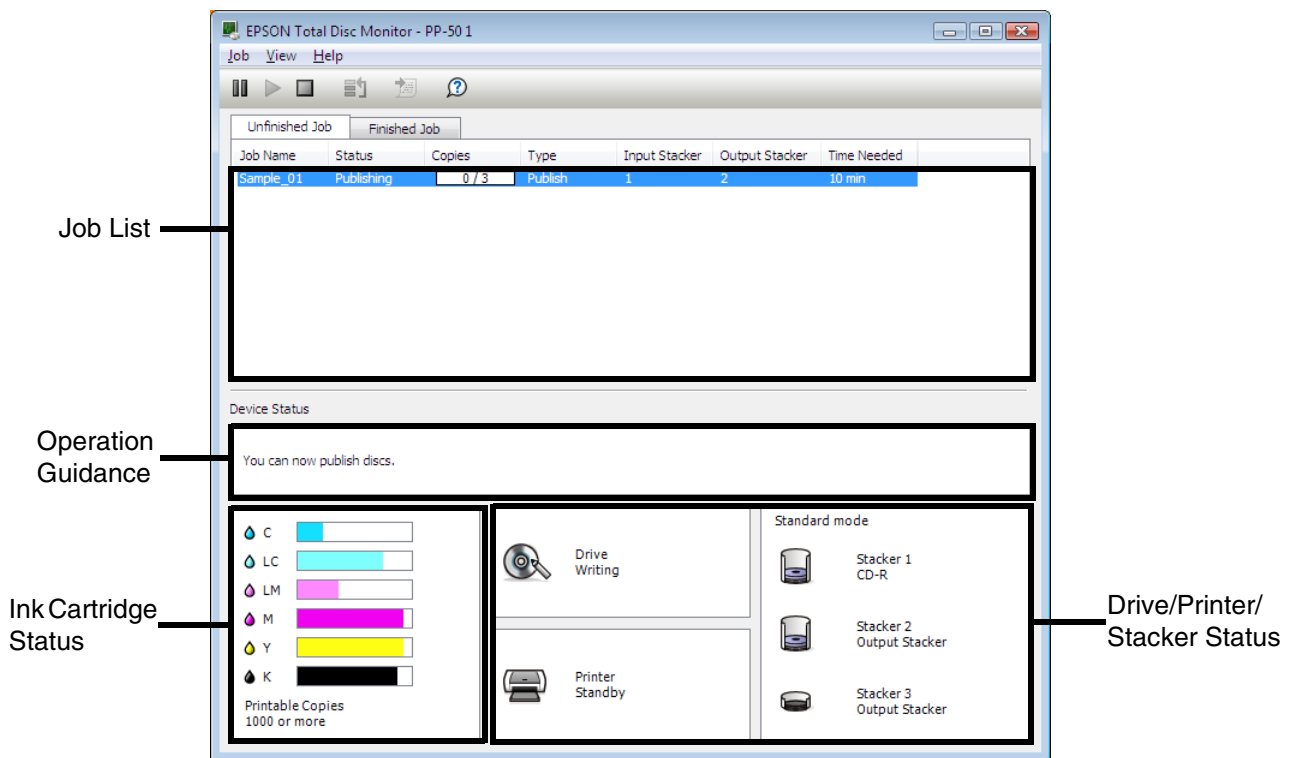 EPSON Total Disc Monitor - PP-50 1
Job View Help
Unfinished Job Finished Job
Job Name Status Copies Type Input Stacker Output Stacker Time Needed
Sample_01 Publishing 0 / 3 Publish 1 2 10 min
Job List
Device Status
Operation
Guidance
You can now publish discs.
Ink Cartridge
Status
C
LC
LM
M
Y
K
Printable Copies
1000 or more
Drive
Writing
Printer
Standby
Standard mode
Stacker 1
CD-R
Stacker 2
Output Stacker
Stacker 3
Output Stacker
Drive/Printer/
Stacker Status